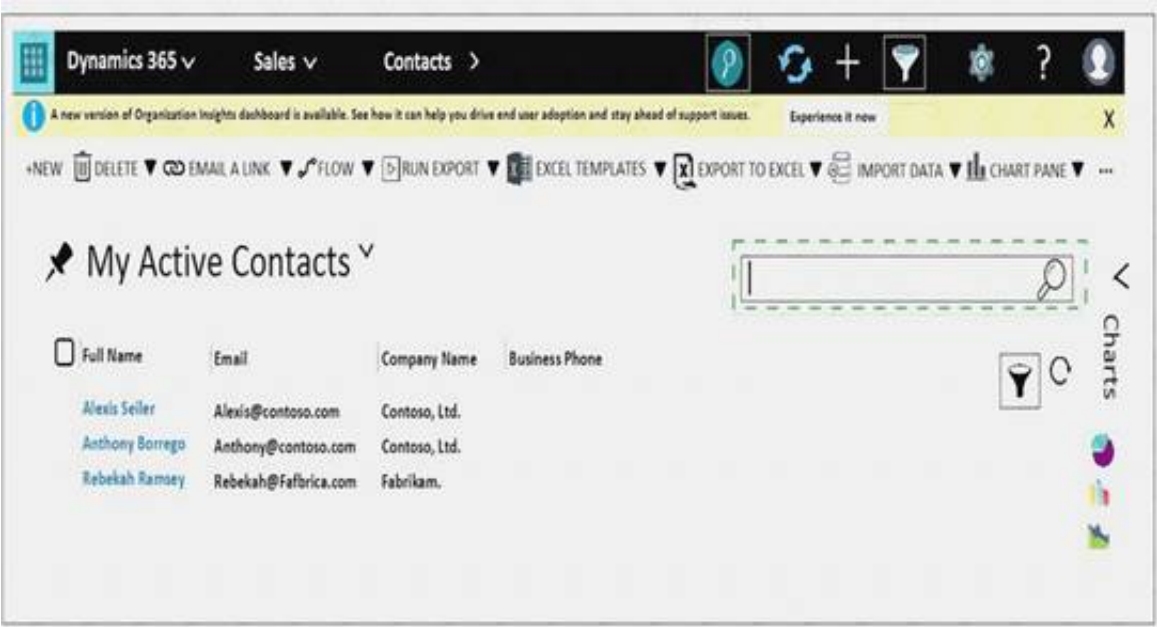 Dynamics 365 Sales Contacts > ?
A new version of Organization Insights dashboard is available. See how it can help you drive end user adoption and stay ahead of support issues. Experience it now X
+NEW DELETE EMAIL A LINK FLOW RUN EXPORT EXCEL TEMPLATES EXPORT TO EXCEL IMPORT DATA CHART PANE ...
My Active Contacts
Charts
Full Name Email Company Name Business Phone
Alexis Seiler Alexis@contoso.com Contoso, Ltd.
Anthony Borrego Anthony@contoso.com Contoso, Ltd.
Rebekah Ramsey Rebekah@Fafbrica.com Fabrikam.